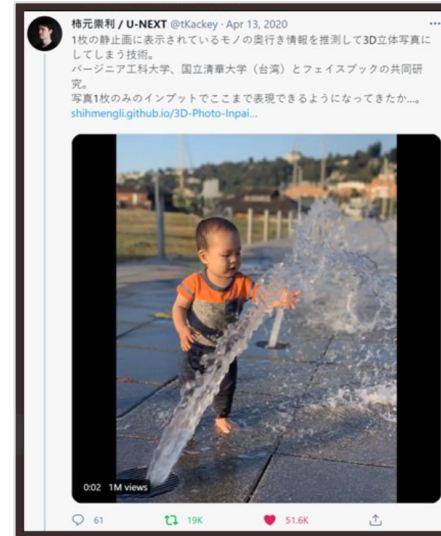 柿元崇利 / U-NEXT @tKackey · Apr 13, 2020
1枚の静止画に表示されているモノの奥行き情報を推測して3D立体写真に
してしまう技術。
バージニア工科大学、国立清華大学（台湾）とフェイスブックの共同研
究。
写真1枚のみのインプットでここまで表現できるようになってきたか...。
shihmengli.github.io/3D-Photo-Inpai...
0:02 1M views
61 19K 51.6K